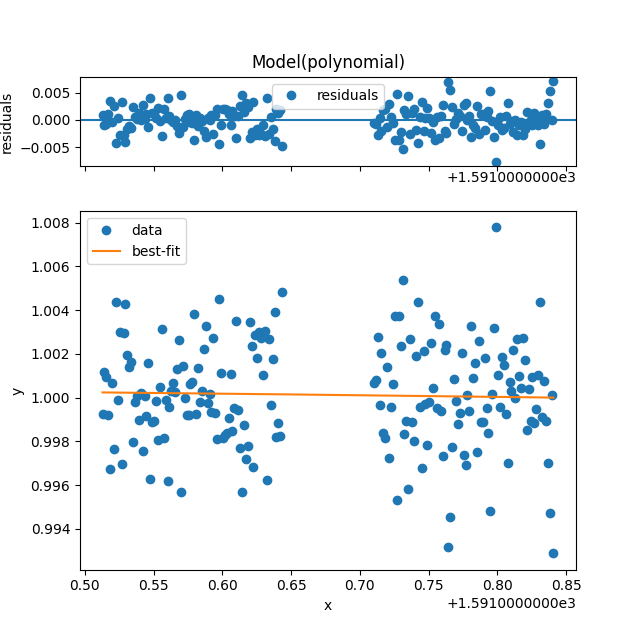 Model(polynomial)
residuals
0.005
0.000
−0.005
residuals
+1.5910000000e3
1.008
1.006
1.004
1.002
1.000
0.998
0.996
0.994
y
data
best-fit
0.50 0.55 0.60 0.65 0.70 0.75 0.80 0.85
x
+1.5910000000e3